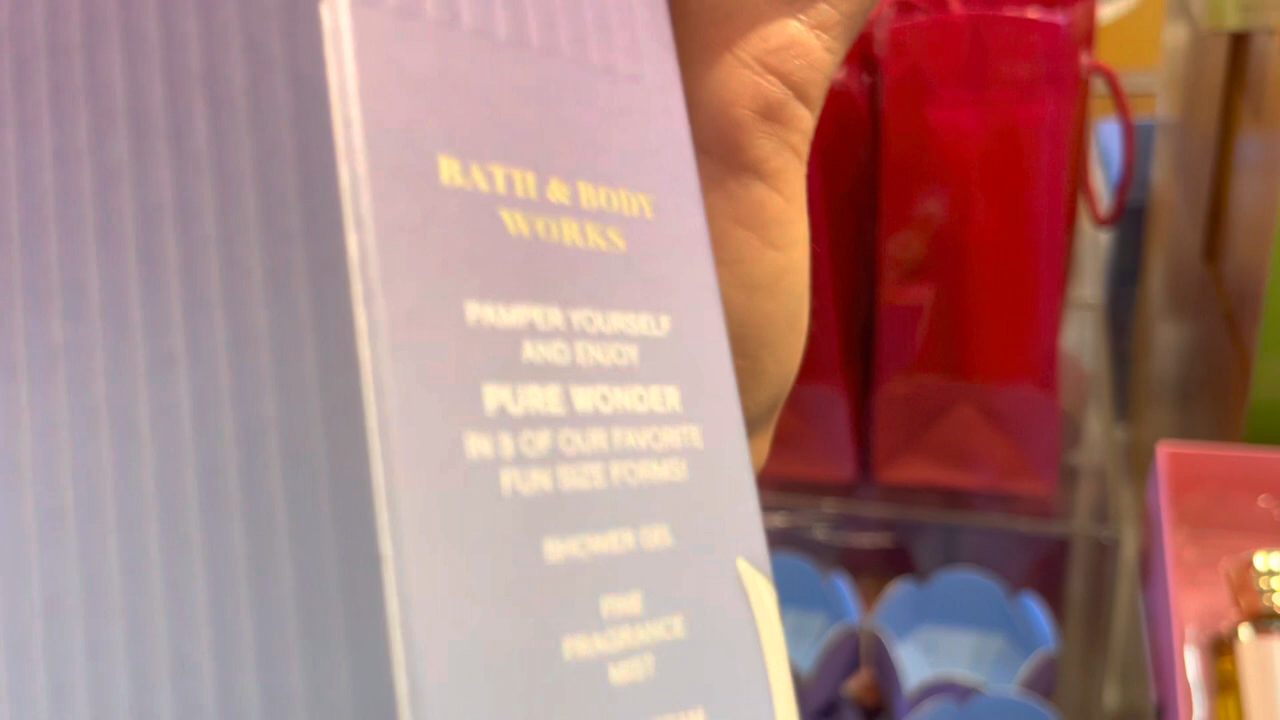 BATH & BODY
WORKS
PAMPER YOURSELF
AND ENJOY
PURE WONDER
IN 3 OF OUR FAVORITE
FUN SIZE FORMS!
SHOWER GEL
FINE
FRAGRANCE
MIST